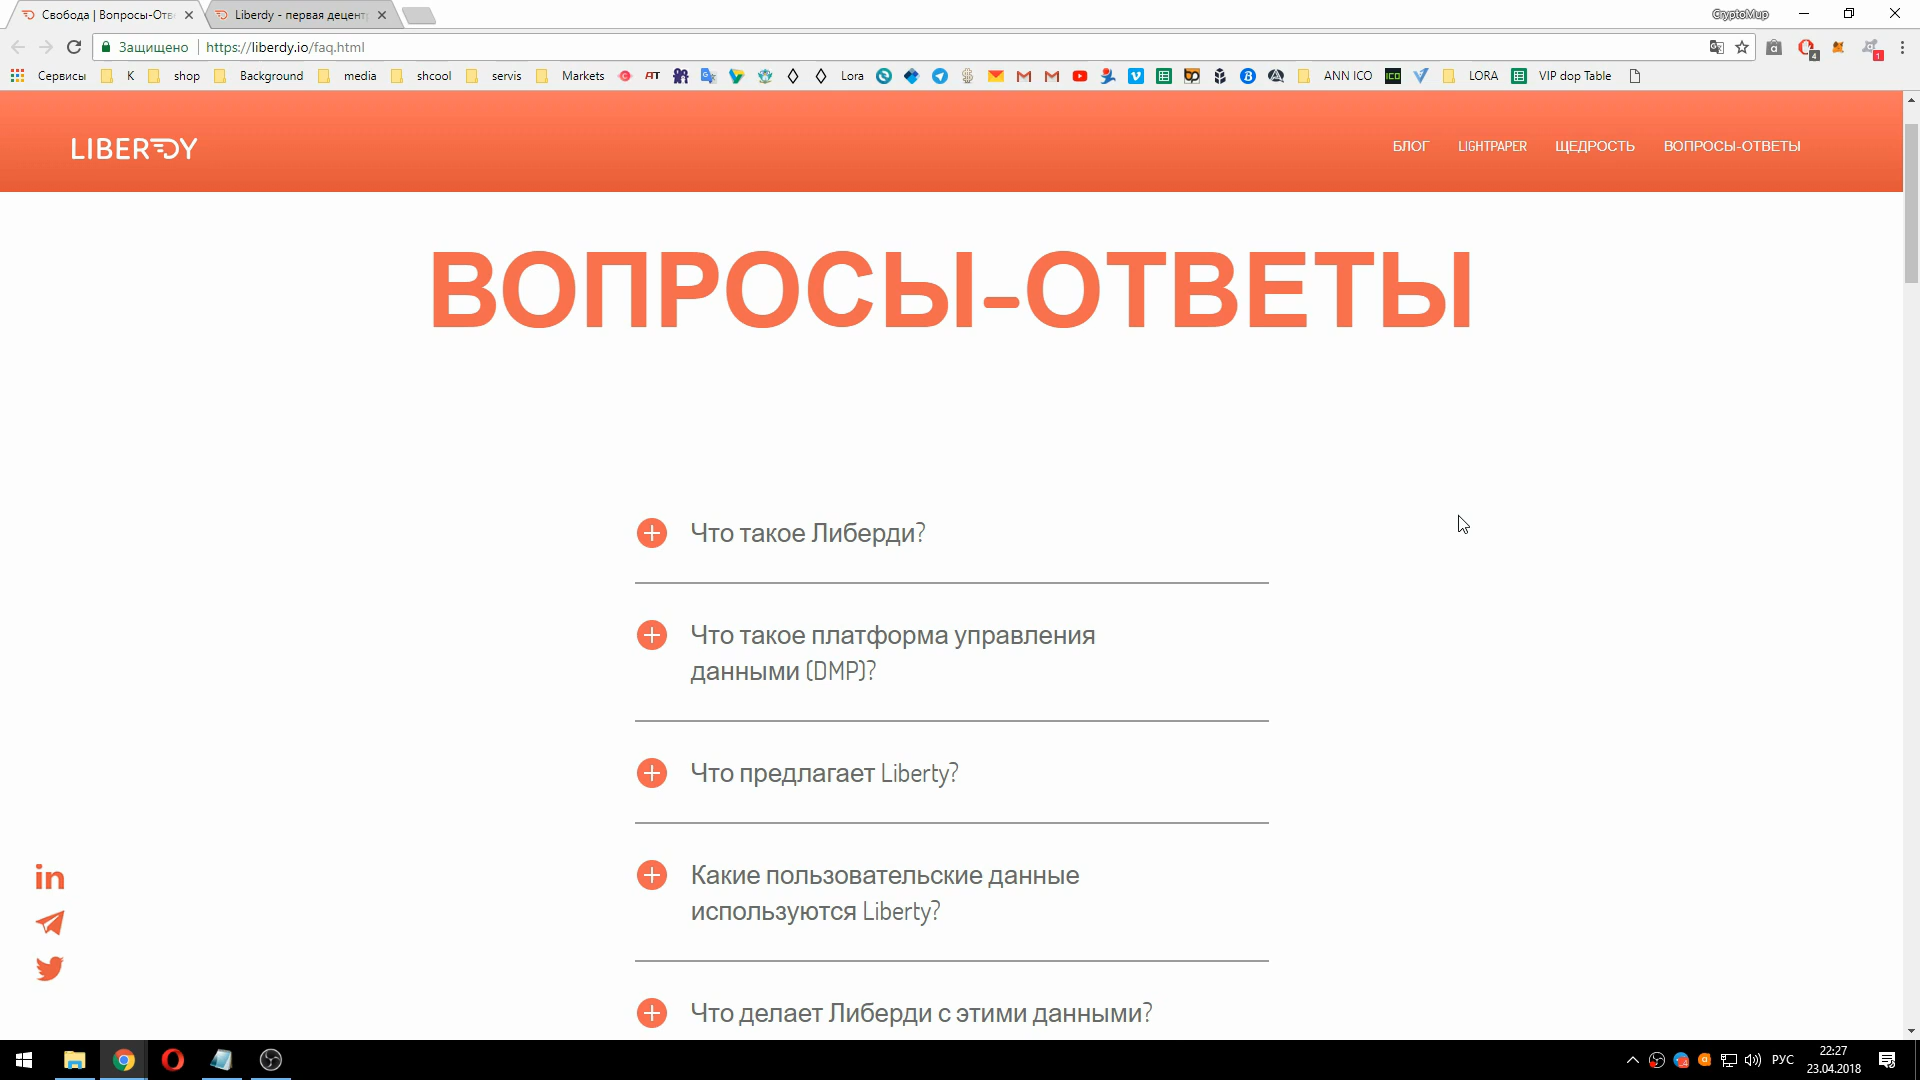 Свобода | Вопросы-Отв
Liberdy - первая децент
CryptoMup
Защищено
https://liberdy.io/faq.html
Сервисы
K
shop
Background
media
shcool
servis
Markets
Lora
ANN ICO
LORA
VIP dop Table
LIBERDY
БЛОГ
LIGHTPAPER
ЩЕДРОСТЬ
ВОПРОСЫ-ОТВЕТЫ
ВОПРОСЫ-ОТВЕТЫ
Что такое Либерди?
Что такое платформа управления
данными (DMP)?
Что предлагает Liberty?
Какие пользовательские данные
используются Liberty?
Что делает Либерди с этими данными?
РУС
22:27
23.04.2018